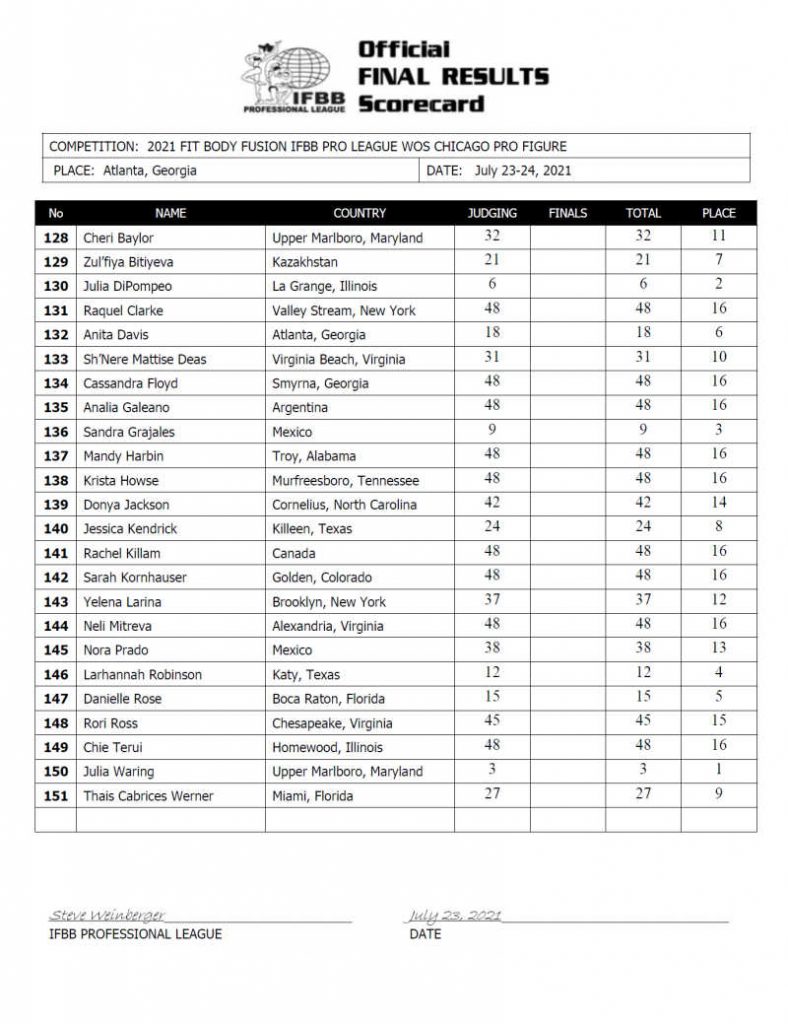 Official
FINAL RESULTS
Scorecard
IFBB
PROFESSIONAL LEAGUE
COMPETITION: 2021 FIT BODY FUSION IFBB PRO LEAGUE WOS CHICAGO PRO FIGURE
PLACE: Atlanta, Georgia DATE: July 23-24, 2021
No NAME COUNTRY JUDGING FINALS TOTAL PLACE
128 Cheri Baylor Upper Marlboro, Maryland 32 32 11
129 Zul'fiya Bitiyeva Kazakhstan 21 21 7
130 Julia DiPompeo La Grange, Illinois 6 6 2
131 Raquel Clarke Valley Stream, New York 48 48 16
132 Anita Davis Atlanta, Georgia 18 18 6
133 Sh'Nere Mattise Deas Virginia Beach, Virginia 31 31 10
134 Cassandra Floyd Smyrna, Georgia 48 48 16
135 Analia Galeano Argentina 48 48 16
136 Sandra Grajales Mexico 9 9 3
137 Mandy Harbin Troy, Alabama 48 48 16
138 Krista Howse Murfreesboro, Tennessee 48 48 16
139 Donya Jackson Cornelius, North Carolina 42 42 14
140 Jessica Kendrick Killeen, Texas 24 24 8
141 Rachel Killam Canada 48 48 16
142 Sarah Kornhauser Golden, Colorado 48 48 16
143 Yelena Larina Brooklyn, New York 37 37 12
144 Neli Mitreva Alexandria, Virginia 48 48 16
145 Nora Prado Mexico 38 38 13
146 Larhannah Robinson Katy, Texas 12 12 4
147 Danielle Rose Boca Raton, Florida 15 15 5
148 Rori Ross Chesapeake, Virginia 45 45 15
149 Chie Terui Homewood, Illinois 48 48 16
150 Julia Waring Upper Marlboro, Maryland 3 3 1
151 Thais Cabrices Werner Miami, Florida 27 27 9
Steve Weinberger July 23, 2021
IFBB PROFESSIONAL LEAGUE DATE